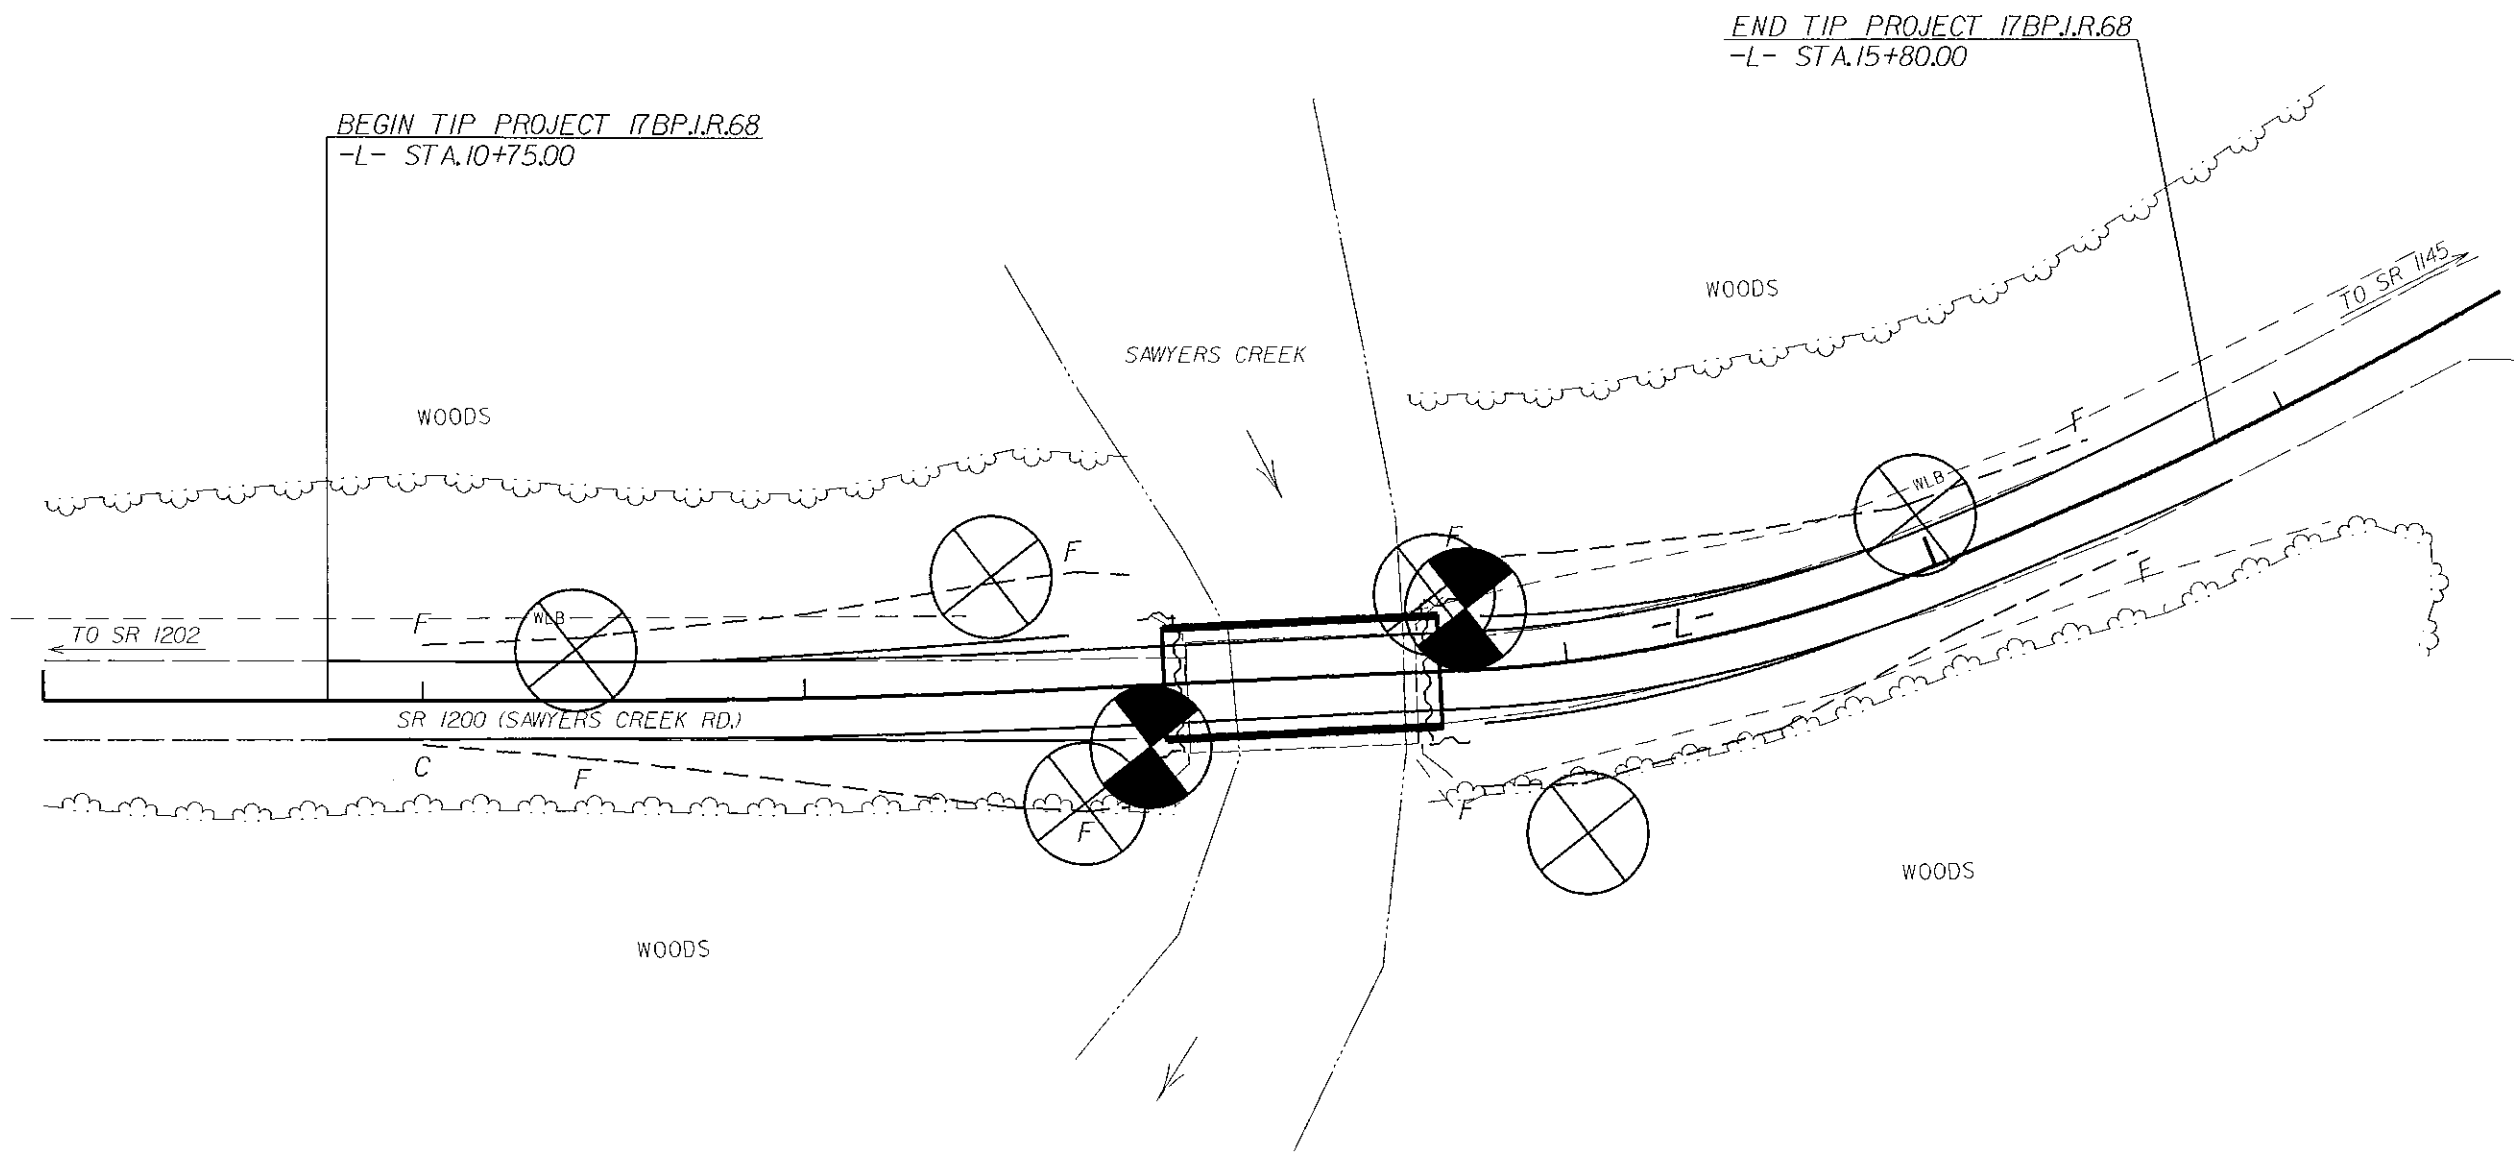 END TIP PROJECT 17BP.1.R.68
-L- STA.15+80.00
BEGIN TIP PROJECT 17BP.1.R.68
-L- STA.10+75.00
TO SR 1145
WOODS
SAWYERS CREEK
WOODS
F
WLB
F
F
F
WLB
F
TO SR 1202
-L-
F
SR 1200 (SAWYERS CREEK RD.)
C
F
F
F
WOODS
WOODS